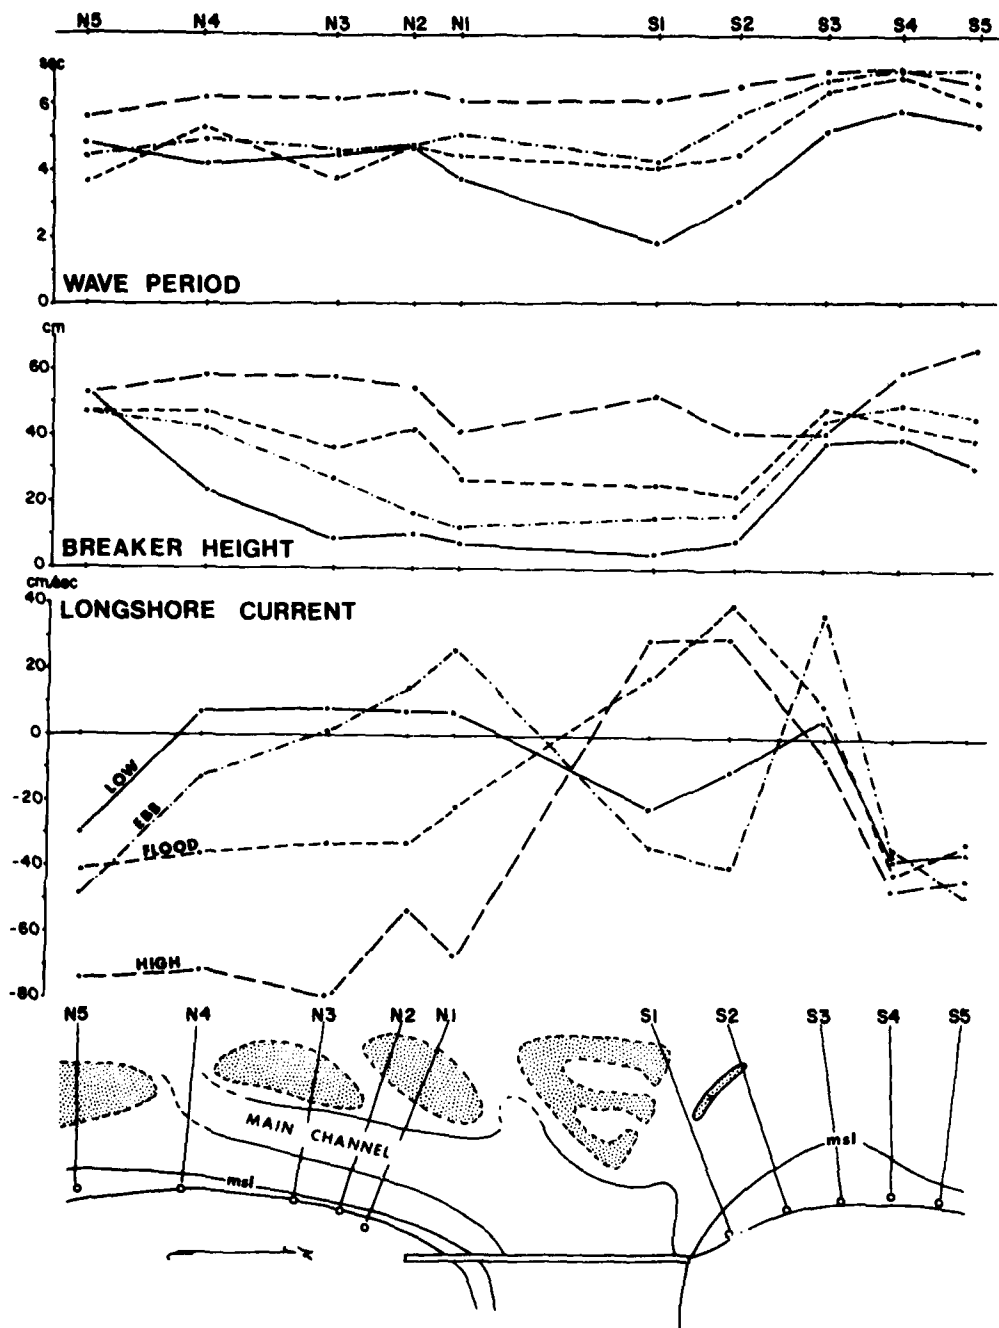 N5 N4 N3 N2 N1 S1 S2 S3 S4 S5
sec
6
4
2
0
WAVE PERIOD
cm
60
40
20
0
BREAKER HEIGHT
cm/sec
40
LONGSHORE CURRENT
20
0
LOW
-20
EBB
-40
FLOOD
-60
HIGH
-80
N5 N4 N3 N2 N1 S1 S2 S3 S4 S5
MAIN CHANNEL
msl
msl
N